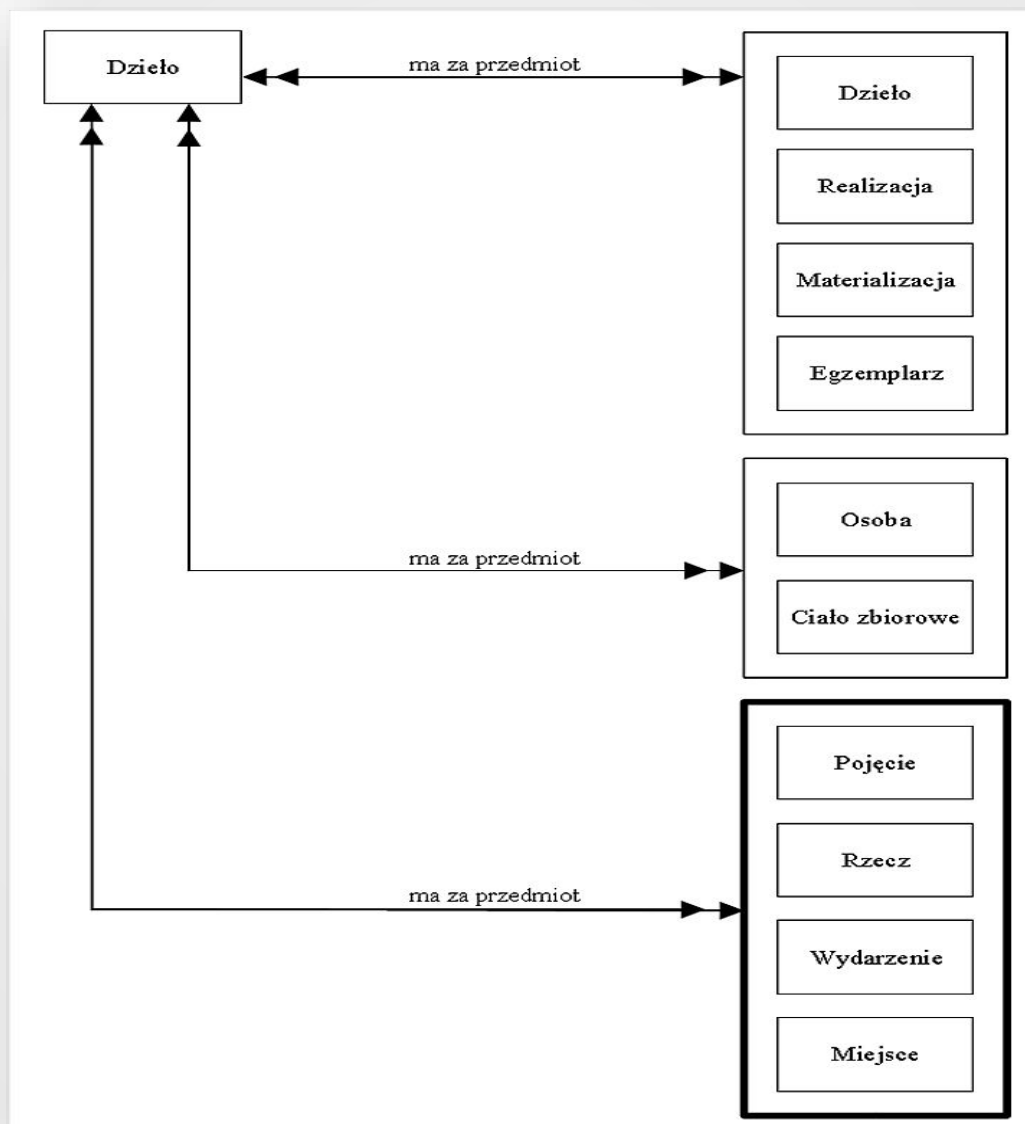 Dzieło
ma za przedmiot
Dzieło
Realizacja
Materializacja
Egzemplarz
ma za przedmiot
Osoba
Ciało zbiorowe
ma za przedmiot
Pojęcie
Rzecz
Wydarzenie
Miejsce